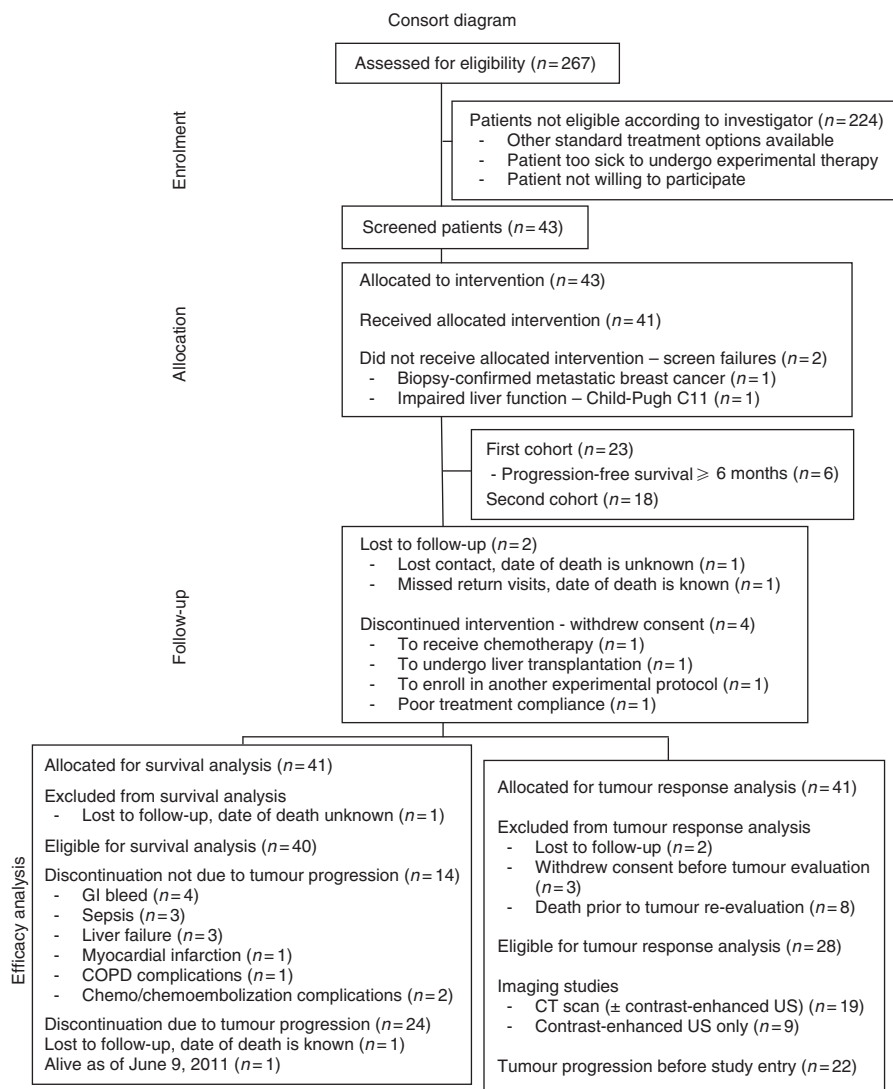 Consort diagram
Assessed for eligibility (n=267)
Enrolment
Patients not eligible according to investigator (n=224)
- Other standard treatment options available
- Patient too sick to undergo experimental therapy
- Patient not willing to participate
Screened patients (n=43)
Allocation
Allocated to intervention (n=43)
Received allocated intervention (n=41)
Did not receive allocated intervention – screen failures (n=2)
- Biopsy-confirmed metastatic breast cancer (n=1)
- Impaired liver function – Child-Pugh C11 (n=1)
First cohort (n=23)
- Progression-free survival ⩾ 6 months (n=6)
Second cohort (n=18)
Follow-up
Lost to follow-up (n=2)
- Lost contact, date of death is unknown (n=1)
- Missed return visits, date of death is known (n=1)
Discontinued intervention - withdrew consent (n=4)
- To receive chemotherapy (n=1)
- To undergo liver transplantation (n=1)
- To enroll in another experimental protocol (n=1)
- Poor treatment compliance (n=1)
Efficacy analysis
Allocated for survival analysis (n=41)
Excluded from survival analysis
- Lost to follow-up, date of death unknown (n=1)
Eligible for survival analysis (n=40)
Discontinuation not due to tumour progression (n=14)
- GI bleed (n=4)
- Sepsis (n=3)
- Liver failure (n=3)
- Myocardial infarction (n=1)
- COPD complications (n=1)
- Chemo/chemoembolization complications (n=2)
Discontinuation due to tumour progression (n=24)
Lost to follow-up, date of death is known (n=1)
Alive as of June 9, 2011 (n=1)
Allocated for tumour response analysis (n=41)
Excluded from tumour response analysis
- Lost to follow-up (n=2)
- Withdrew consent before tumour evaluation
(n=3)
- Death prior to tumour re-evaluation (n=8)
Eligible for tumour response analysis (n=28)
Imaging studies
- CT scan (± contrast-enhanced US) (n=19)
- Contrast-enhanced US only (n=9)
Tumour progression before study entry (n=22)